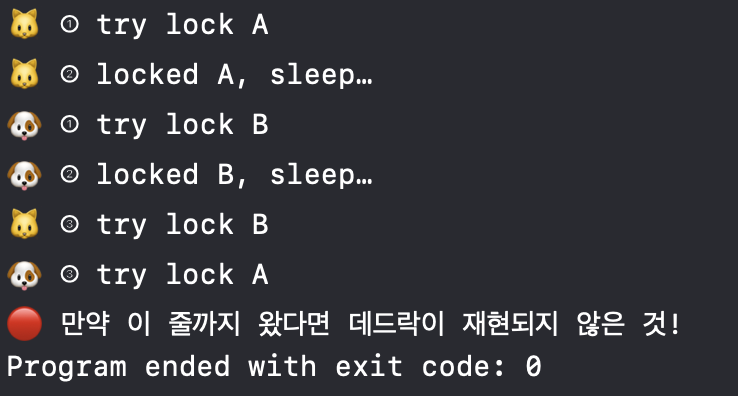 🐱 ① try lock A
🐱 ② locked A, sleep…
🐶 ① try lock B
🐶 ② locked B, sleep…
🐱 ③ try lock B
🐶 ③ try lock A
🔴 만약 이 줄까지 왔다면 데드락이 재현되지 않은 것!
Program ended with exit code: 0